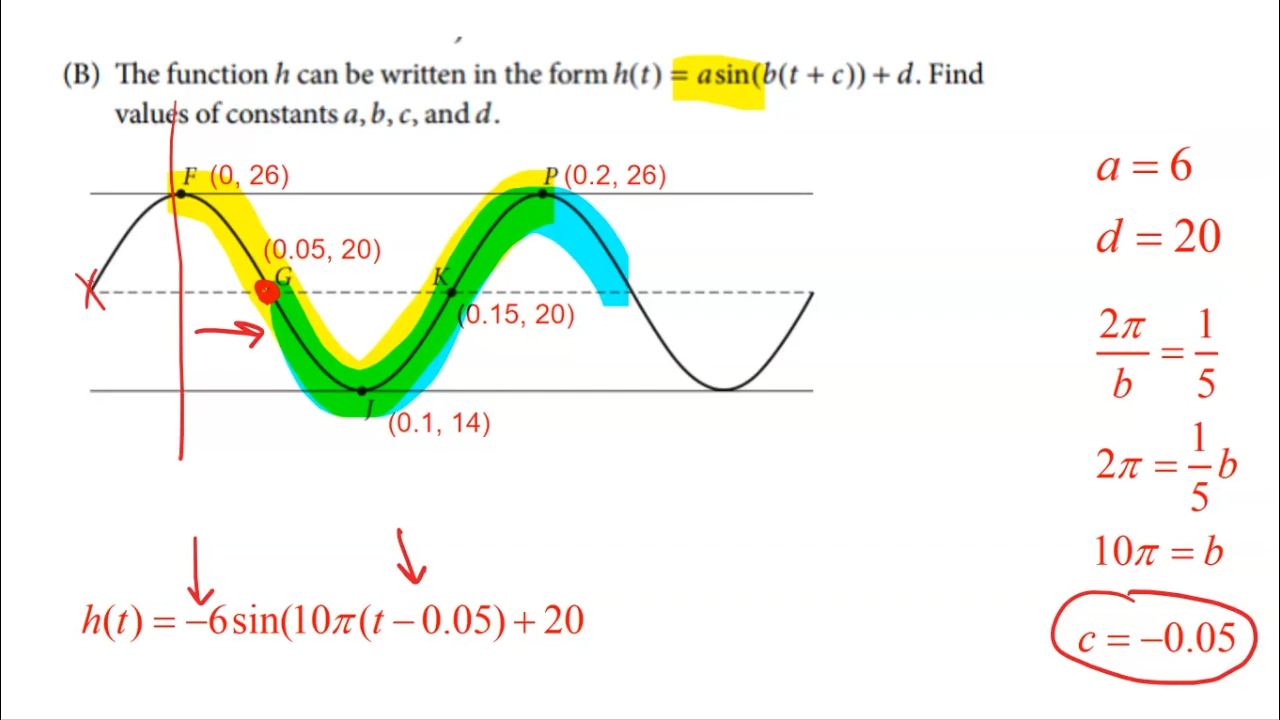 (B) The function h can be written in the form h(t) = a sin(b(t + c)) + d. Find
values of constants a, b, c, and d.
F (0, 26)
P (0.2, 26)
(0.05, 20)
G
K
(0.15, 20)
J
(0.1, 14)
h(t) = −6 sin(10π(t − 0.05) + 20
a = 6
d = 20
2π/b = 1/5
2π = 1/5 b
10π = b
c = −0.05